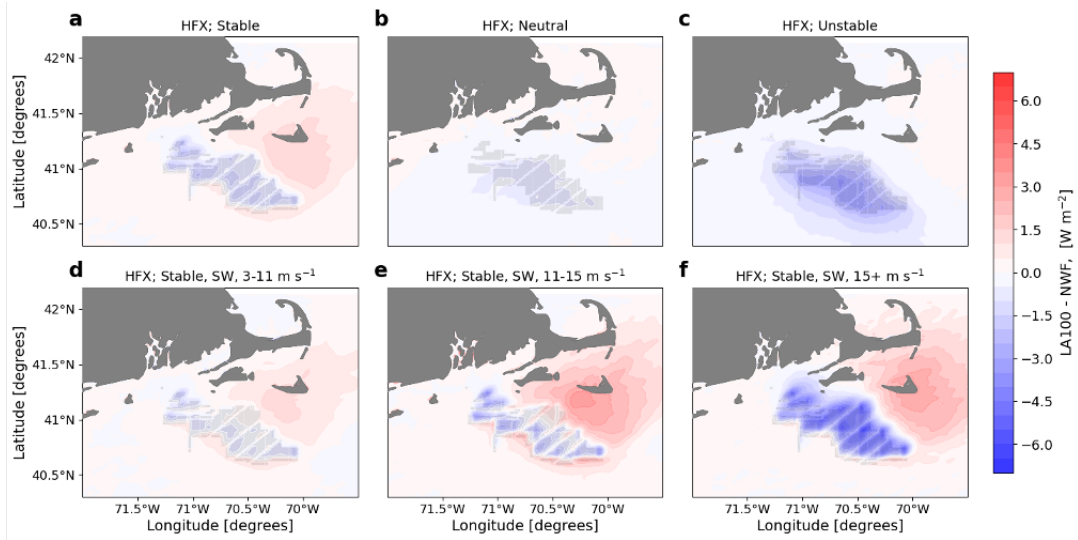 a
HFX; Stable
b
HFX; Neutral
c
HFX; Unstable
42°N
41.5°N
41°N
40.5°N
Latitude [degrees]
d
HFX; Stable, SW, 3-11 m s⁻¹
e
HFX; Stable, SW, 11-15 m s⁻¹
f
HFX; Stable, SW, 15+ m s⁻¹
42°N
41.5°N
41°N
40.5°N
Latitude [degrees]
71.5°W 71°W 70.5°W 70°W
Longitude [degrees]
71.5°W 71°W 70.5°W 70°W
Longitude [degrees]
71.5°W 71°W 70.5°W 70°W
Longitude [degrees]
6.0
4.5
3.0
1.5
0.0
−1.5
−3.0
−4.5
−6.0
LA100 - NWF, [W m⁻²]